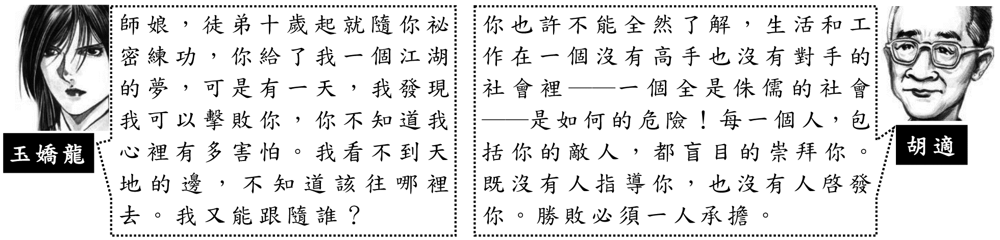 師娘，徒弟十歲起就隨你祕
密練功，你給了我一個江湖
的夢，可是有一天，我發現
我可以擊敗你，你不知道我
心裡有多害怕。我看不到天
地的邊，不知道該往哪裡
去。我又能跟隨誰？
玉嬌龍
你也許不能全然了解，生活和工
作在一個沒有高手也沒有對手的
社會裡——一個全是侏儒的社會
——是如何的危險！每一個人，包
括你的敵人，都盲目的崇拜你。
既沒有人指導你，也沒有人啓發
你。勝敗必須一人承擔。
胡適